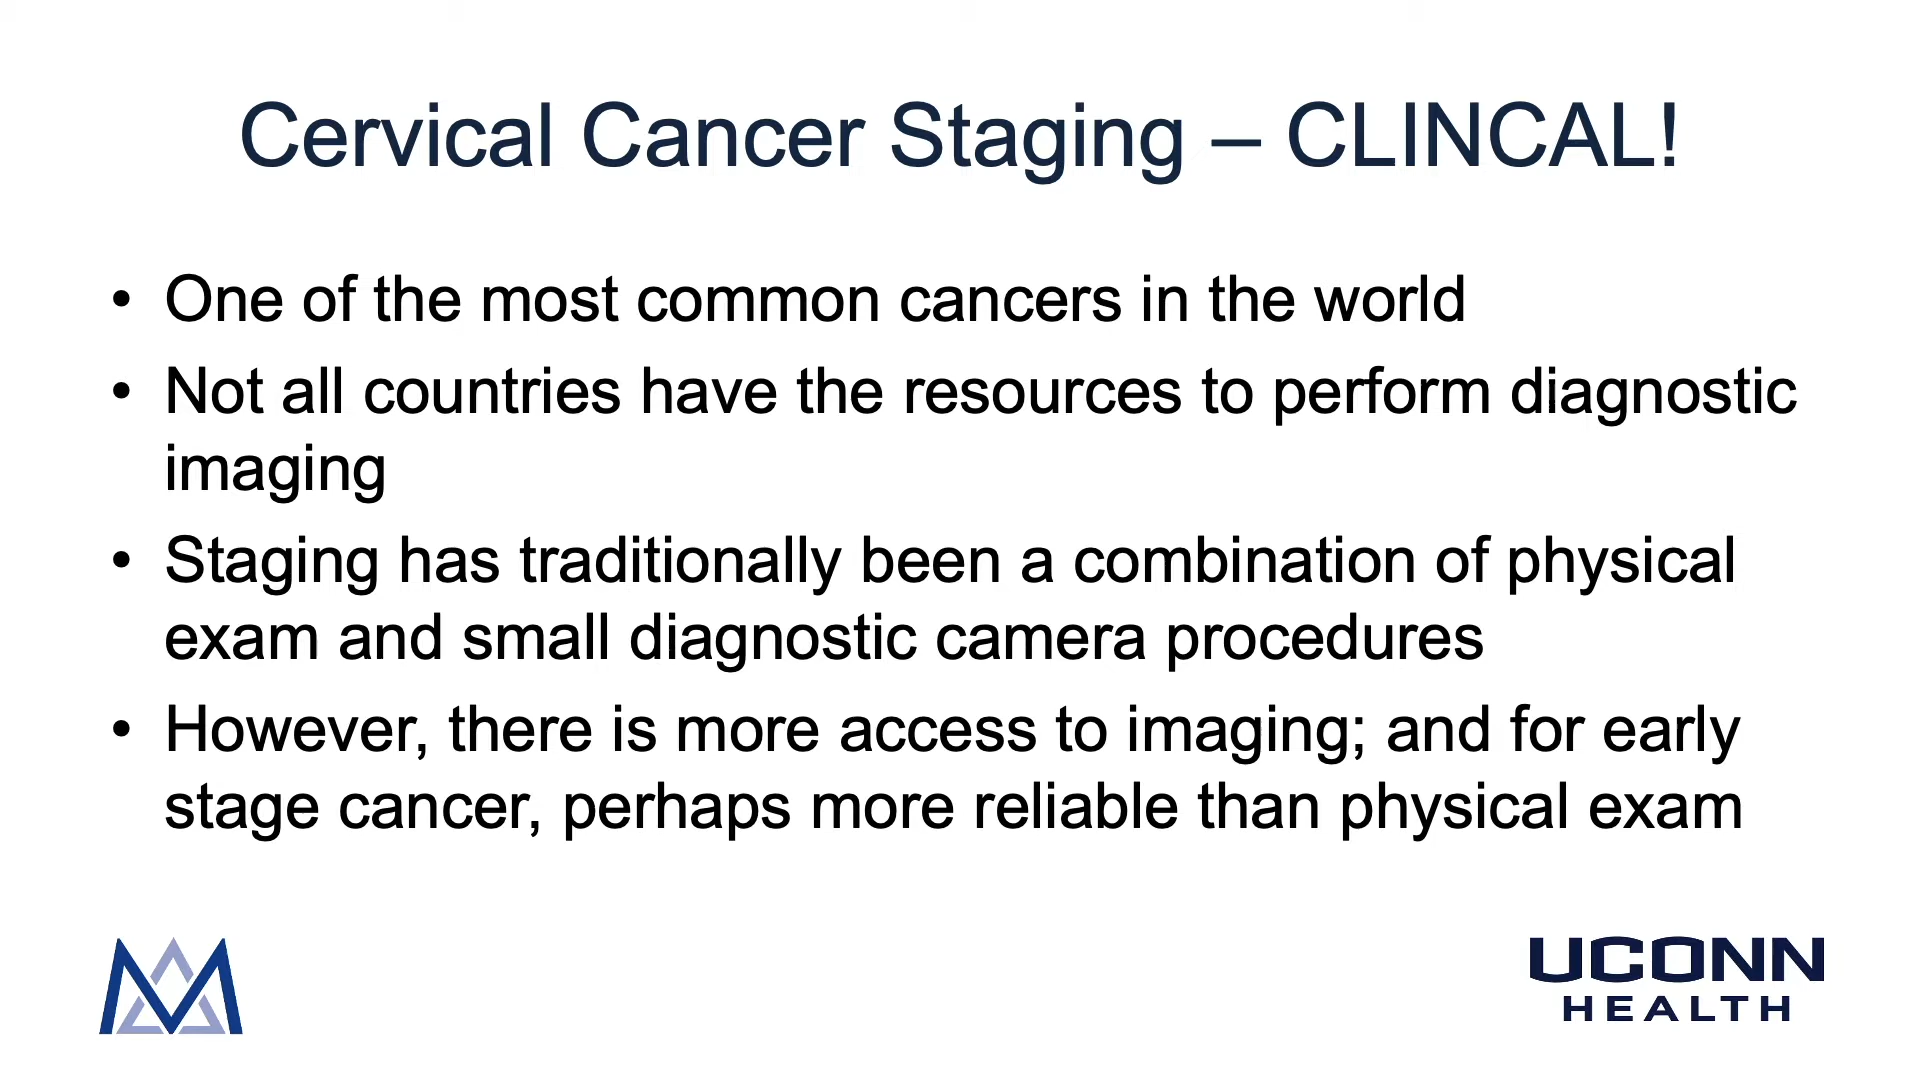 Cervical Cancer Staging – CLINCAL!
• One of the most common cancers in the world
• Not all countries have the resources to perform diagnostic
imaging
• Staging has traditionally been a combination of physical
exam and small diagnostic camera procedures
• However, there is more access to imaging; and for early
stage cancer, perhaps more reliable than physical exam
UCONN
HEALTH